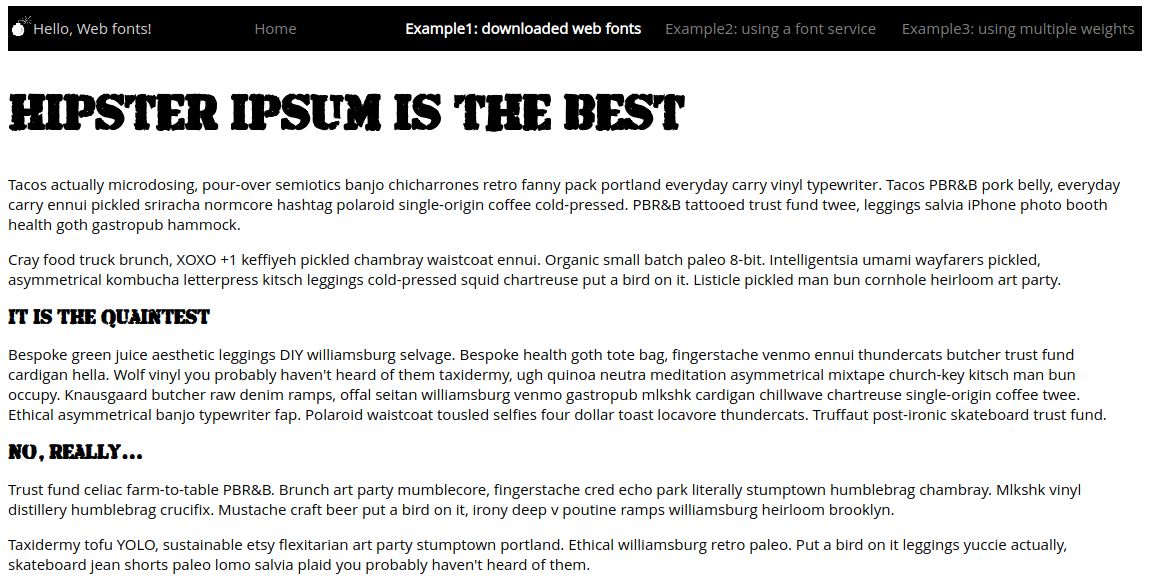 Hello, Web fonts! Home Example1: downloaded web fonts Example2: using a font service Example3: using multiple weights
HIPSTER IPSUM IS THE BEST
Tacos actually microdosing, pour-over semiotics banjo chicharrones retro fanny pack portland everyday carry vinyl typewriter. Tacos PBR&B pork belly, everyday
carry ennui pickled sriracha normcore hashtag polaroid single-origin coffee cold-pressed. PBR&B tattooed trust fund twee, leggings salvia iPhone photo booth
health goth gastropub hammock.
Cray food truck brunch, XOXO +1 keffiyeh pickled chambray waistcoat ennui. Organic small batch paleo 8-bit. Intelligentsia umami wayfarers pickled,
asymmetrical kombucha letterpress kitsch leggings cold-pressed squid chartreuse put a bird on it. Listicle pickled man bun cornhole heirloom art party.
IT IS THE QUAINTEST
Bespoke green juice aesthetic leggings DIY williamsburg selvage. Bespoke health goth tote bag, fingerstache venmo ennui thundercats butcher trust fund
cardigan hella. Wolf vinyl you probably haven't heard of them taxidermy, ugh quinoa neutra meditation asymmetrical mixtape church-key kitsch man bun
occupy. Knausgaard butcher raw denim ramps, offal seitan williamsburg venmo gastropub mlkshk cardigan chillwave chartreuse single-origin coffee twee.
Ethical asymmetrical banjo typewriter fap. Polaroid waistcoat tousled selfies four dollar toast locavore thundercats. Truffaut post-ironic skateboard trust fund.
NO, REALLY...
Trust fund celiac farm-to-table PBR&B. Brunch art party mumblecore, fingerstache cred echo park literally stumptown humblebrag chambray. Mlkshk vinyl
distillery humblebrag crucifix. Mustache craft beer put a bird on it, irony deep v poutine ramps williamsburg heirloom brooklyn.
Taxidermy tofu YOLO, sustainable etsy flexitarian art party stumptown portland. Ethical williamsburg retro paleo. Put a bird on it leggings yuccie actually,
skateboard jean shorts paleo lomo salvia plaid you probably haven't heard of them.